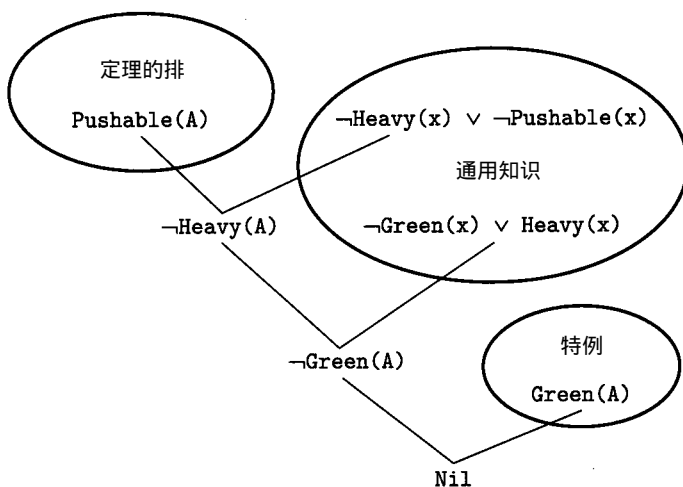 定理的排
Pushable(A)
¬Heavy(x) ∨ ¬Pushable(x)
通用知识
¬Heavy(A)
¬Green(x) ∨ Heavy(x)
¬Green(A)
特例
Green(A)
Nil